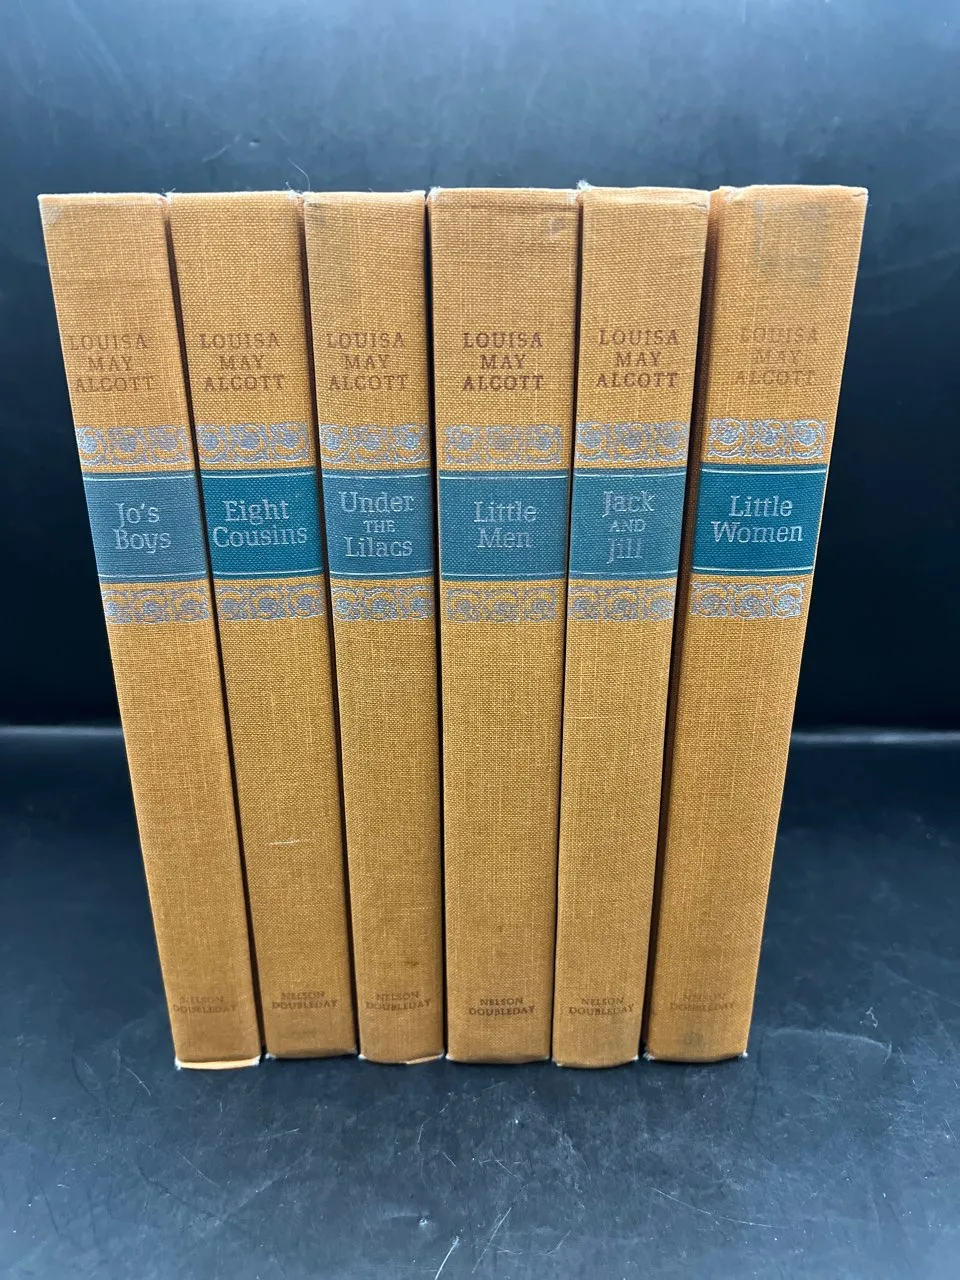 LOUISA
MAY
ALCOTT
Jo's
Boys
NELSON
DOUBLEDAY
LOUISA
MAY
ALCOTT
Eight
Cousins
NELSON
DOUBLEDAY
LOUISA
MAY
ALCOTT
Under
THE
Lilacs
NELSON
DOUBLEDAY
LOUISA
MAY
ALCOTT
Little
Men
NELSON
DOUBLEDAY
LOUISA
MAY
ALCOTT
Jack
AND
Jill
NELSON
DOUBLEDAY
LOUISA
MAY
ALCOTT
Little
Women
NELSON
DOUBLEDAY